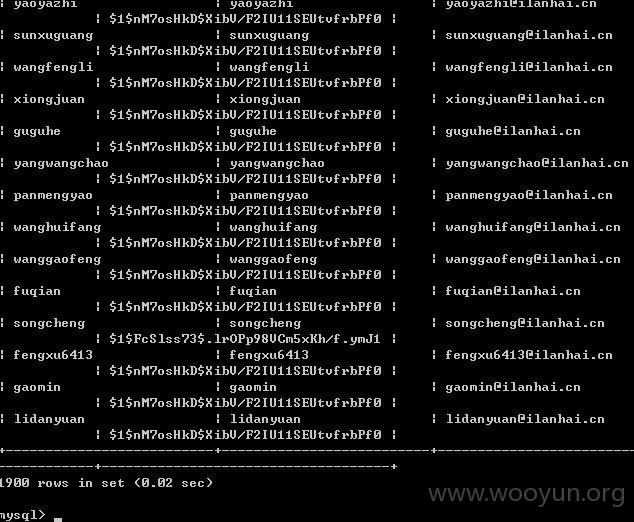 ¦ yaoyazhi ¦ yaoyazhi ¦ yaoyazhi@ilanhai.cn
¦ $1$nM7osHkD$XibV/F2IU11SEUtvfrbPf0 ¦
¦ sunxuguang ¦ sunxuguang ¦ sunxuguang@ilanhai.cn
¦ $1$nM7osHkD$XibV/F2IU11SEUtvfrbPf0 ¦
¦ wangfengli ¦ wangfengli ¦ wangfengli@ilanhai.cn
¦ $1$nM7osHkD$XibV/F2IU11SEUtvfrbPf0 ¦
¦ xiongjuan ¦ xiongjuan ¦ xiongjuan@ilanhai.cn
¦ $1$nM7osHkD$XibV/F2IU11SEUtvfrbPf0 ¦
¦ guguhe ¦ guguhe ¦ guguhe@ilanhai.cn
¦ $1$nM7osHkD$XibV/F2IU11SEUtvfrbPf0 ¦
¦ yangwangchao ¦ yangwangchao ¦ yangwangchao@ilanhai.cn
¦ $1$nM7osHkD$XibV/F2IU11SEUtvfrbPf0 ¦
¦ panmengyao ¦ panmengyao ¦ panmengyao@ilanhai.cn
¦ $1$nM7osHkD$XibV/F2IU11SEUtvfrbPf0 ¦
¦ wanghuifang ¦ wanghuifang ¦ wanghuifang@ilanhai.cn
¦ $1$nM7osHkD$XibV/F2IU11SEUtvfrbPf0 ¦
¦ wanggaofeng ¦ wanggaofeng ¦ wanggaofeng@ilanhai.cn
¦ $1$nM7osHkD$XibV/F2IU11SEUtvfrbPf0 ¦
¦ fuqian ¦ fuqian ¦ fuqian@ilanhai.cn
¦ $1$nM7osHkD$XibV/F2IU11SEUtvfrbPf0 ¦
¦ songcheng ¦ songcheng ¦ songcheng@ilanhai.cn
¦ $1$FcSlss73$.lrOPp98VCm5xKh/f.ymJ1 ¦
¦ fengxu6413 ¦ fengxu6413 ¦ fengxu6413@ilanhai.cn
¦ $1$nM7osHkD$XibV/F2IU11SEUtvfrbPf0 ¦
¦ gaomin ¦ gaomin ¦ gaomin@ilanhai.cn
¦ $1$nM7osHkD$XibV/F2IU11SEUtvfrbPf0 ¦
¦ lidanyuan ¦ lidanyuan ¦ lidanyuan@ilanhai.cn
¦ $1$nM7osHkD$XibV/F2IU11SEUtvfrbPf0 ¦
1900 rows in set (0.02 sec)
www.wooyun.org
mysql>